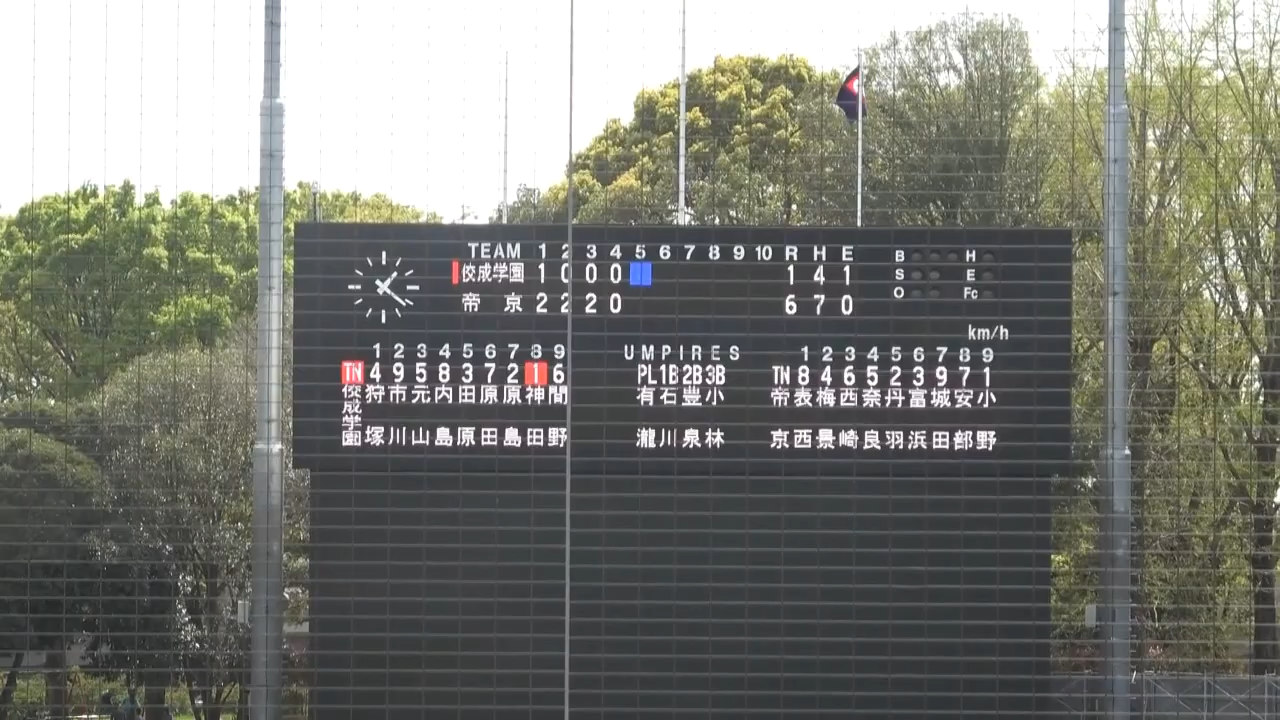 TEAM 1 2 3 4 5 6 7 8 9 10 R H E B H
佼成学園 1 0 0 0 1 4 1 S E
帝京 2 2 2 0 6 7 0 O Fc
km/h
1 2 3 4 5 6 7 8 9 UMPIRES 1 2 3 4 5 6 7 8 9
TN 4 9 5 8 3 7 2 1 6 PL 1B 2B 3B TN 8 4 6 5 2 3 9 7 1
佼成学園 狩塚 市川 元山 内島 田原 原田 原島 神田 間野 有瀧 石川 豊泉 小林 帝京 表西 梅景 西崎 奈良 丹羽 富浜 城田 安部 小野